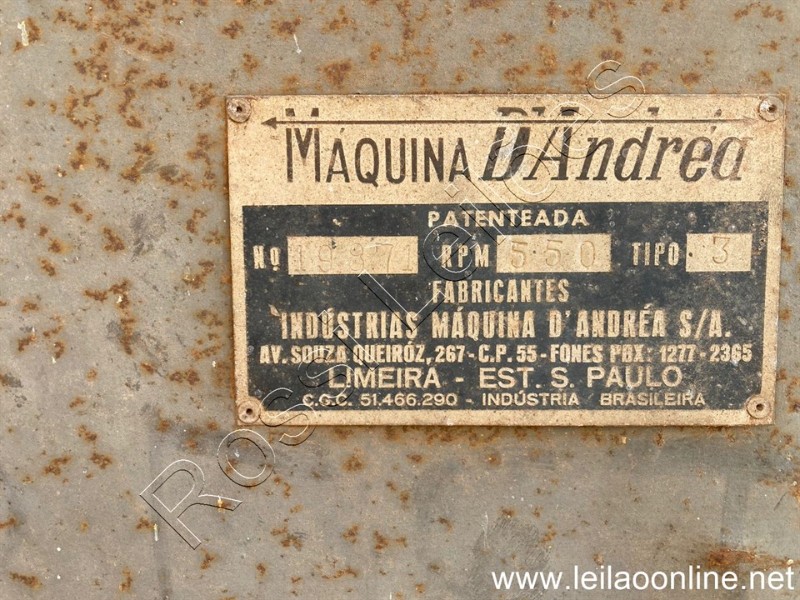 MÁQUINA D'Andréa
PATENTEADA
Nº 1987 RPM 550 TIPO 3
FABRICANTES
INDÚSTRIAS MÁQUINA D'ANDRÉA S/A.
AV. SOUZA QUEIRÓZ, 267 - C.P. 55 - FONES PBX: 1277 - 2365
LIMEIRA - EST. S. PAULO
C.G.C. 51.466.290 - INDÚSTRIA BRASILEIRA
Rossi Leilões
www.leilaoonline.net